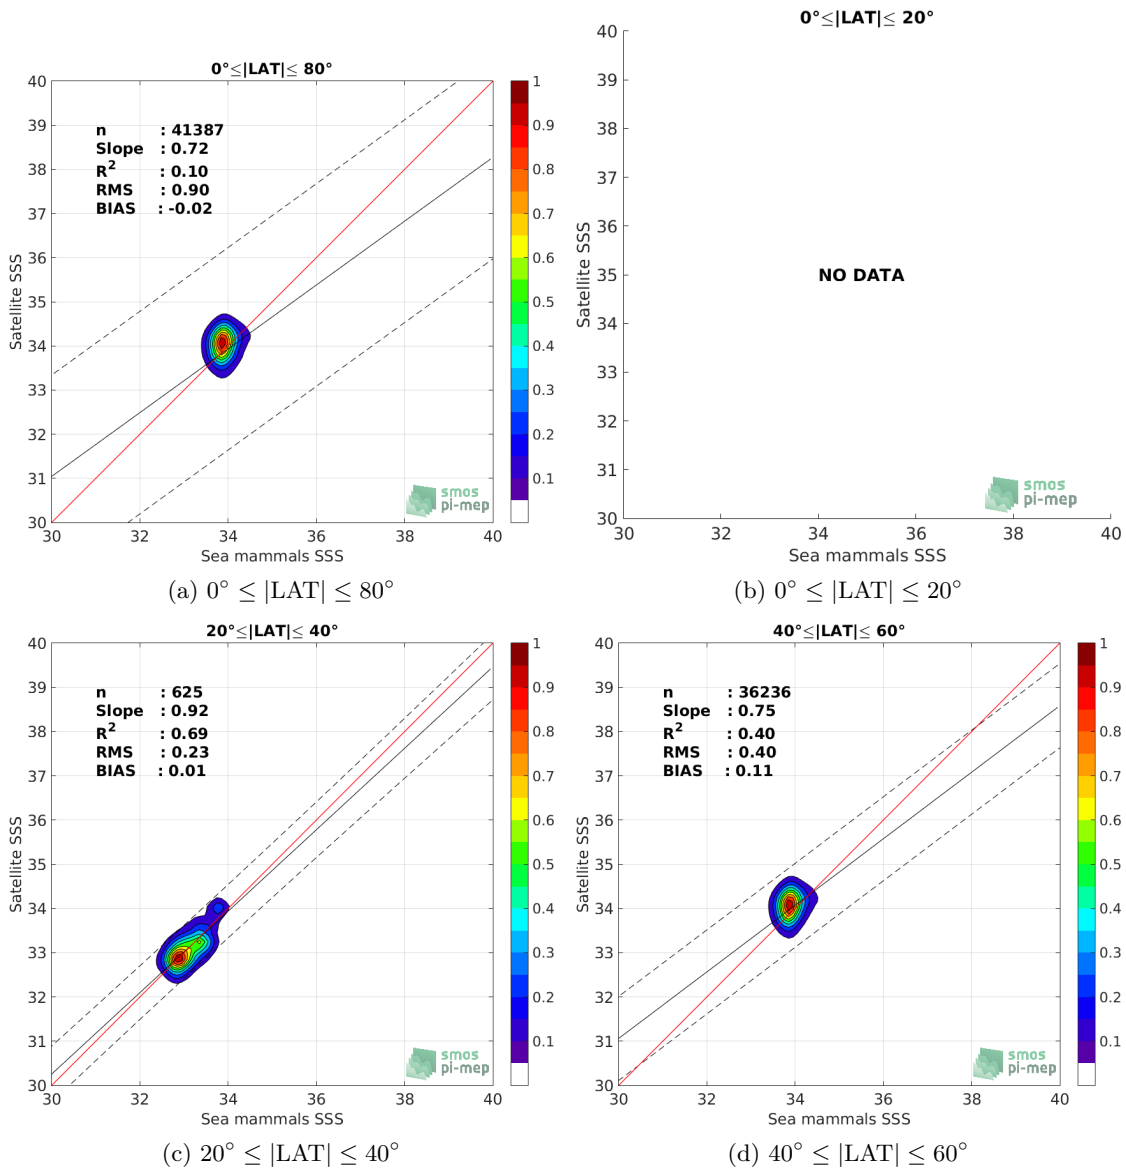 0°≤|LAT|≤ 80°
40
39
38
37
36
35
34
33
32
31
30
Satellite SSS
n : 41387
Slope : 0.72
R² : 0.10
RMS : 0.90
BIAS : -0.02
smos
pi-mep
30 32 34 36 38 40
Sea mammals SSS
1
0.9
0.8
0.7
0.6
0.5
0.4
0.3
0.2
0.1
(a) 0° ≤ |LAT| ≤ 80°
0°≤|LAT|≤ 20°
40
39
38
37
36
35
34
33
32
31
30
Satellite SSS
NO DATA
smos
pi-mep
30 32 34 36 38 40
Sea mammals SSS
(b) 0° ≤ |LAT| ≤ 20°
20°≤|LAT|≤ 40°
40
39
38
37
36
35
34
33
32
31
30
Satellite SSS
n : 625
Slope : 0.92
R² : 0.69
RMS : 0.23
BIAS : 0.01
smos
pi-mep
30 32 34 36 38 40
Sea mammals SSS
1
0.9
0.8
0.7
0.6
0.5
0.4
0.3
0.2
0.1
(c) 20° ≤ |LAT| ≤ 40°
40°≤|LAT|≤ 60°
40
39
38
37
36
35
34
33
32
31
30
Satellite SSS
n : 36236
Slope : 0.75
R² : 0.40
RMS : 0.40
BIAS : 0.11
smos
pi-mep
30 32 34 36 38 40
Sea mammals SSS
1
0.9
0.8
0.7
0.6
0.5
0.4
0.3
0.2
0.1
(d) 40° ≤ |LAT| ≤ 60°